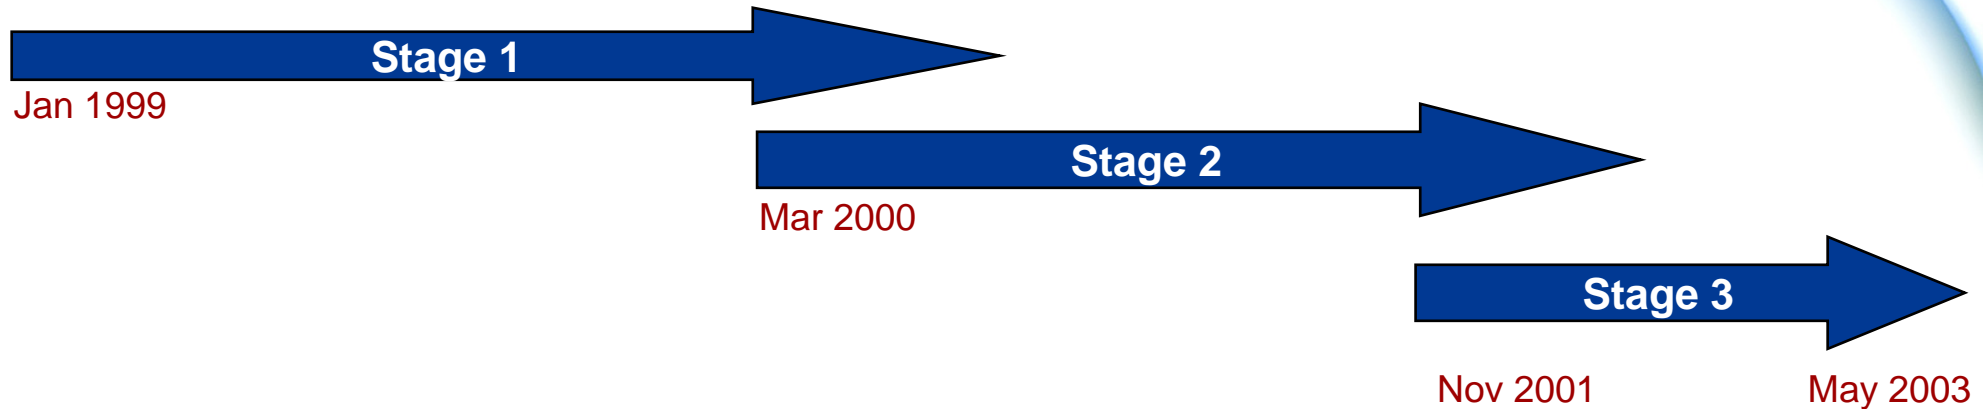 Stage 1
Jan 1999
Stage 2
Mar 2000
Stage 3
Nov 2001 May 2003